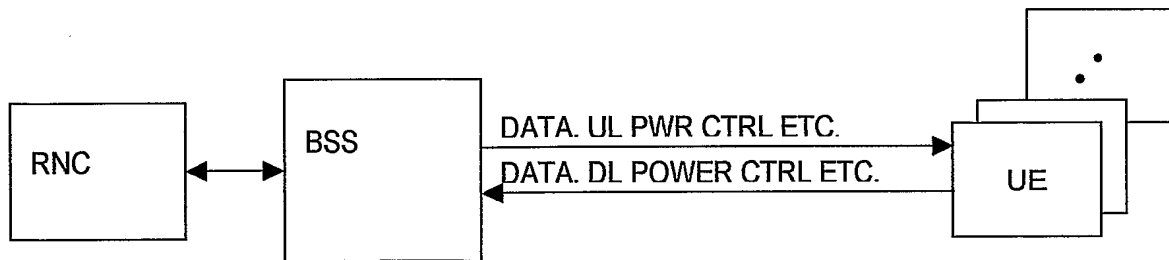 RNC
BSS
DATA. UL PWR CTRL ETC.
DATA. DL POWER CTRL ETC.
UE